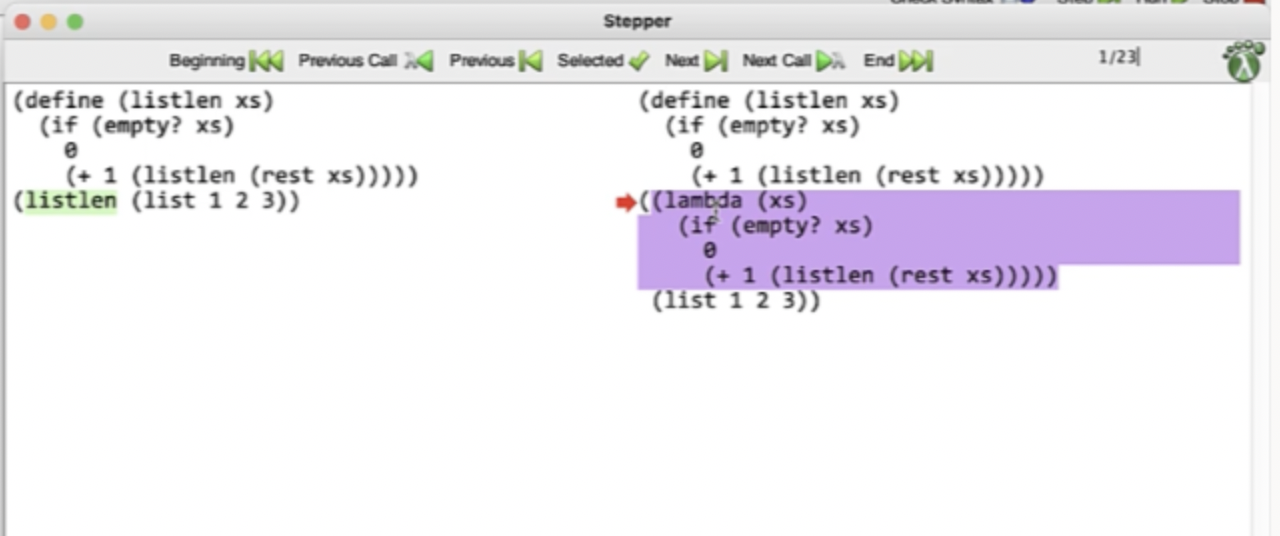 Stepper
Beginning Previous Call Previous Selected Next Next Call End 1/23
(define (listlen xs)
(if (empty? xs)
0
(+ 1 (listlen (rest xs)))))
(listlen (list 1 2 3))
(define (listlen xs)
(if (empty? xs)
0
(+ 1 (listlen (rest xs)))))
((lambda (xs)
(if (empty? xs)
0
(+ 1 (listlen (rest xs)))))
(list 1 2 3))